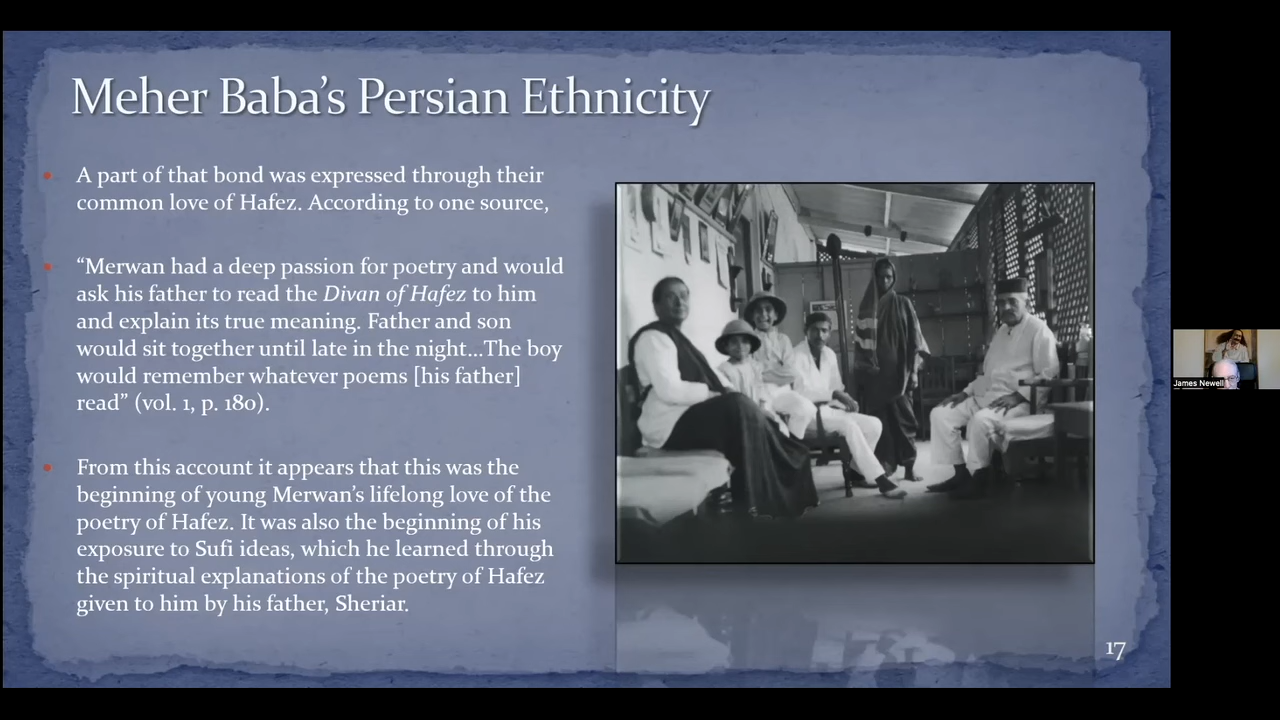 Meher Baba’s Persian Ethnicity
• A part of that bond was expressed through their
common love of Hafez. According to one source,
• “Merwan had a deep passion for poetry and would
ask his father to read the Divan of Hafez to him
and explain its true meaning. Father and son
would sit together until late in the night…The boy
would remember whatever poems [his father]
read” (vol. 1, p. 180).
• From this account it appears that this was the
beginning of young Merwan’s lifelong love of the
poetry of Hafez. It was also the beginning of his
exposure to Sufi ideas, which he learned through
the spiritual explanations of the poetry of Hafez
given to him by his father, Sheriar.
17
James Newell